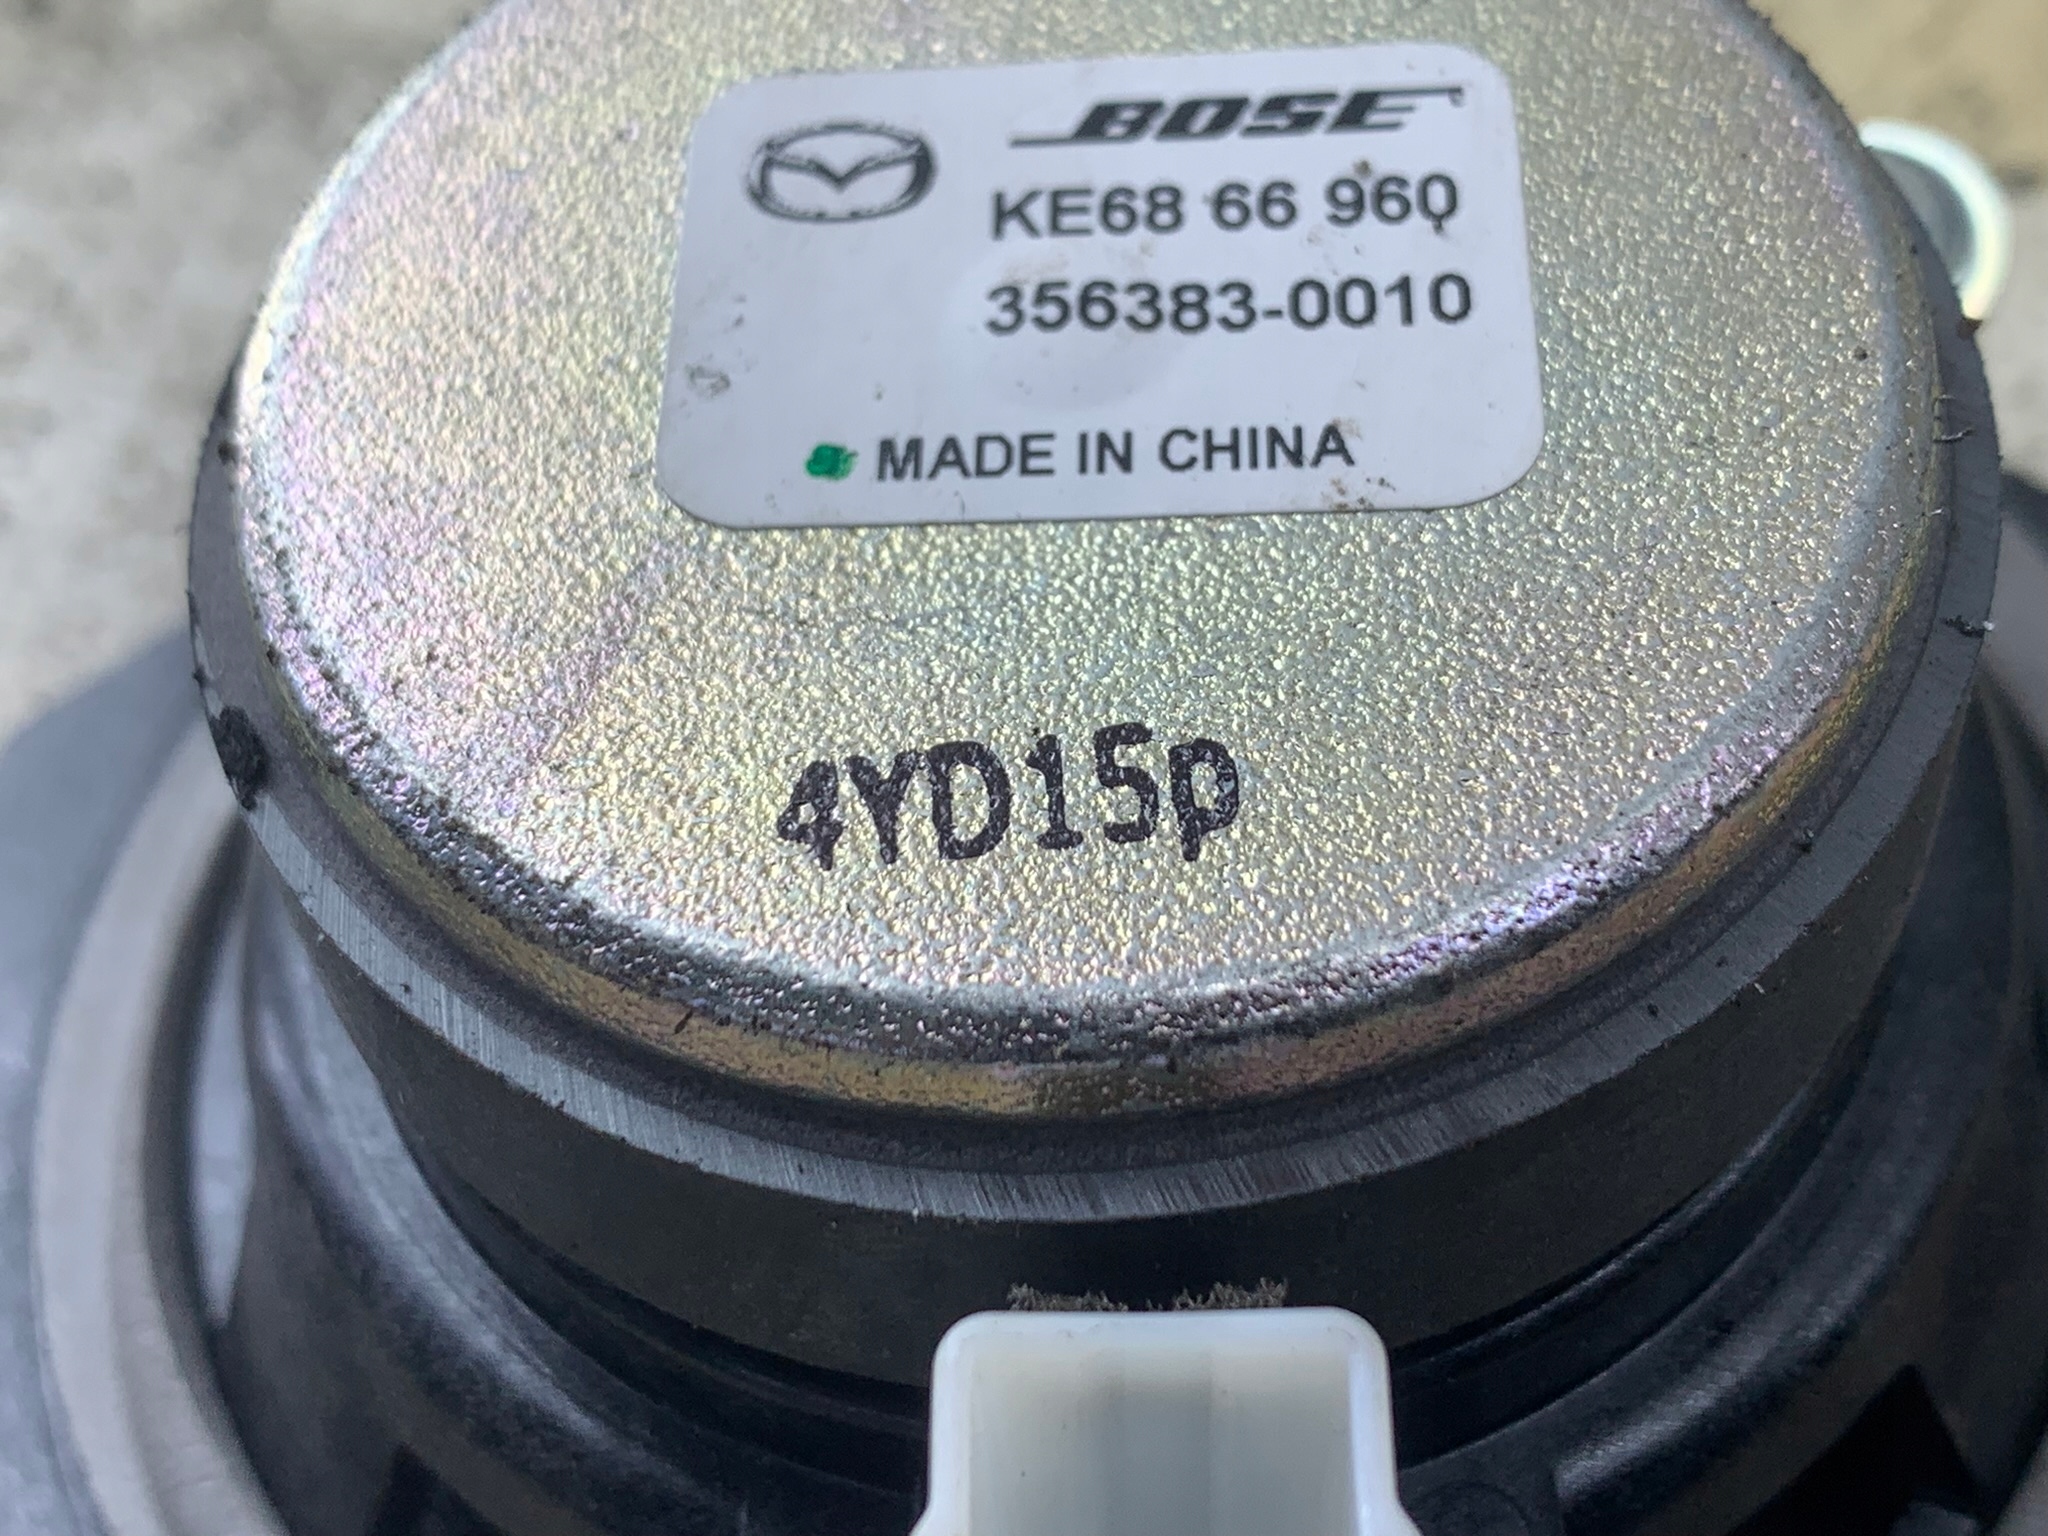 BOSE
KE68 66 960
356383-0010
MADE IN CHINA
4YD15p